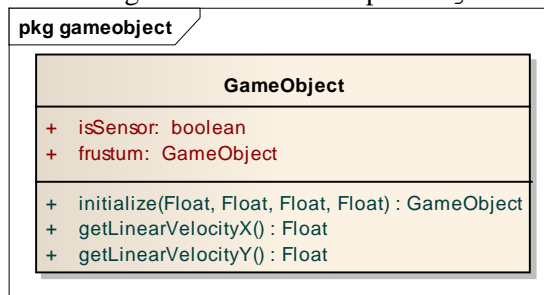 pkg gameobject
GameObject
+ isSensor: boolean
+ frustum: GameObject
+ initialize(Float, Float, Float, Float) : GameObject
+ getLinearVelocityX() : Float
+ getLinearVelocityY() : Float